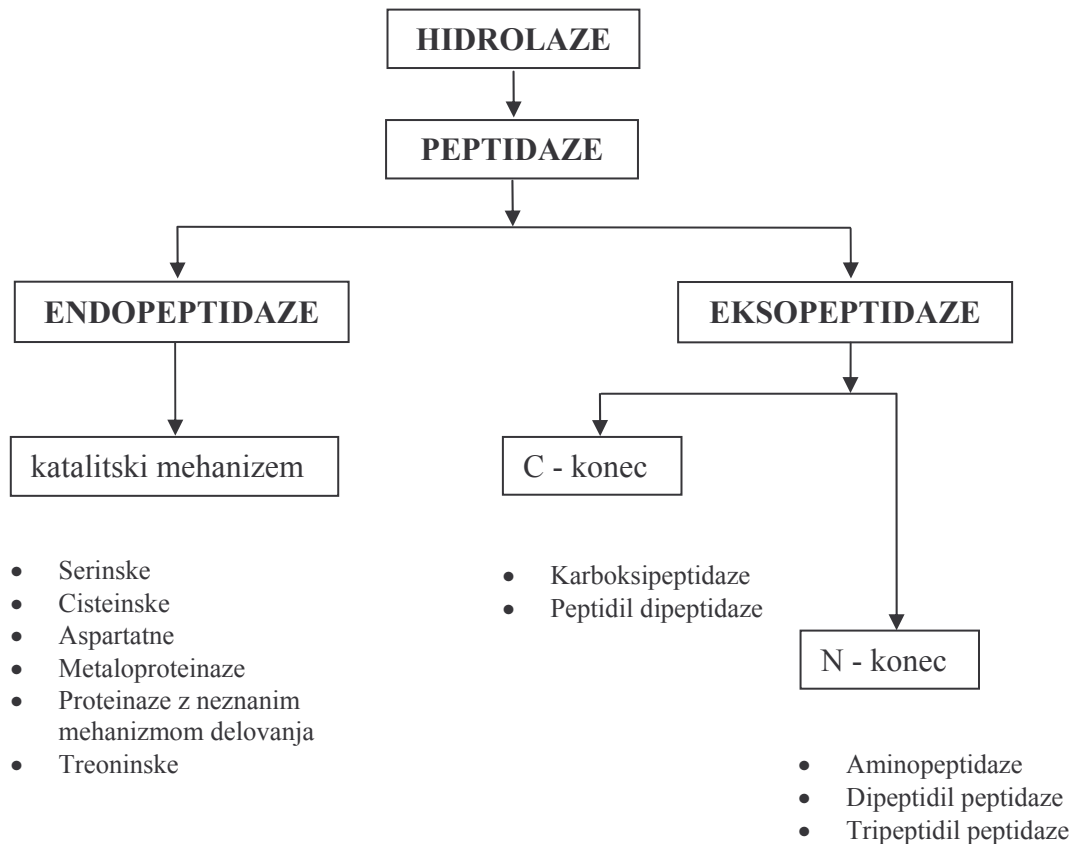 HIDROLAZE
PEPTIDAZE
ENDOPEPTIDAZE
EKSOPEPTIDAZE
katalitski mehanizem
C - konec
• Serinske
• Cisteinske
• Aspartatne
• Metaloproteinaze
• Proteinaze z neznanim
mehanizmom delovanja
• Treoninske
• Karboksipeptidaze
• Peptidil dipeptidaze
N - konec
• Aminopeptidaze
• Dipeptidil peptidaze
• Tripeptidil peptidaze